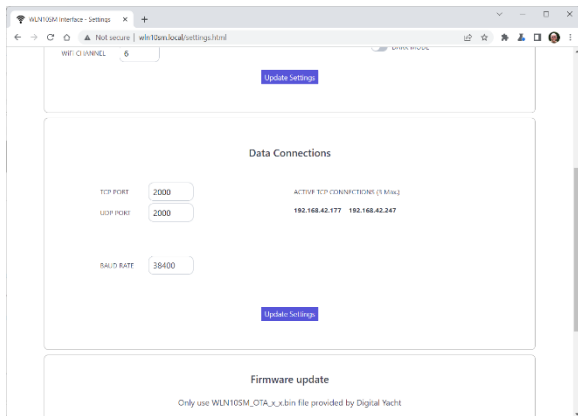 WLN10SM Interface - Settings
Not secure | wln10sm.local/settings.html
WIFI CHANNEL 6 DARK MODE
Update Settings
Data Connections
TCP PORT 2000 ACTIVE TCP CONNECTIONS (3 Max.)
UDP PORT 2000 192.168.42.177 192.168.42.247
BAUD RATE 38400
Update Settings
Firmware update
Only use WLN10SM_OTA_x_x.bin file provided by Digital Yacht